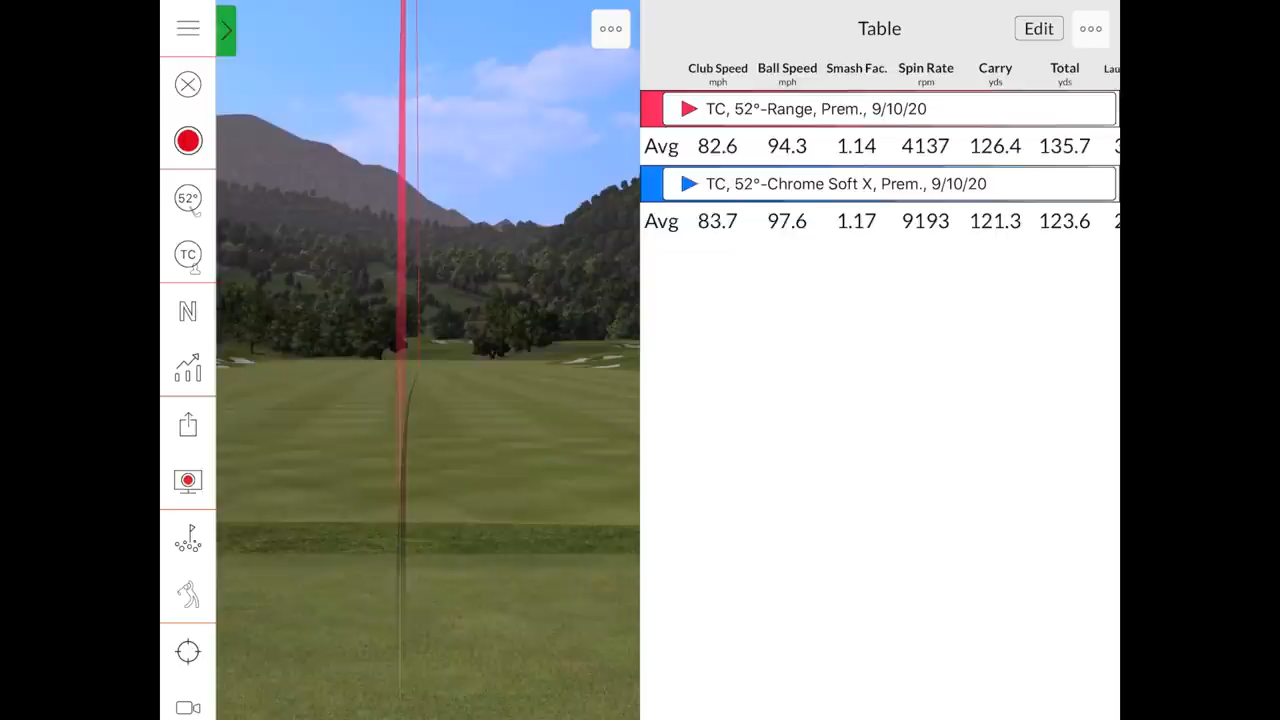 Table
Edit
Club Speed Ball Speed Smash Fac. Spin Rate Carry Total Lau
mph mph rpm yds yds
TC, 52°-Range, Prem., 9/10/20
Avg 82.6 94.3 1.14 4137 126.4 135.7
TC, 52°-Chrome Soft X, Prem., 9/10/20
Avg 83.7 97.6 1.17 9193 121.3 123.6
52°
TC
N